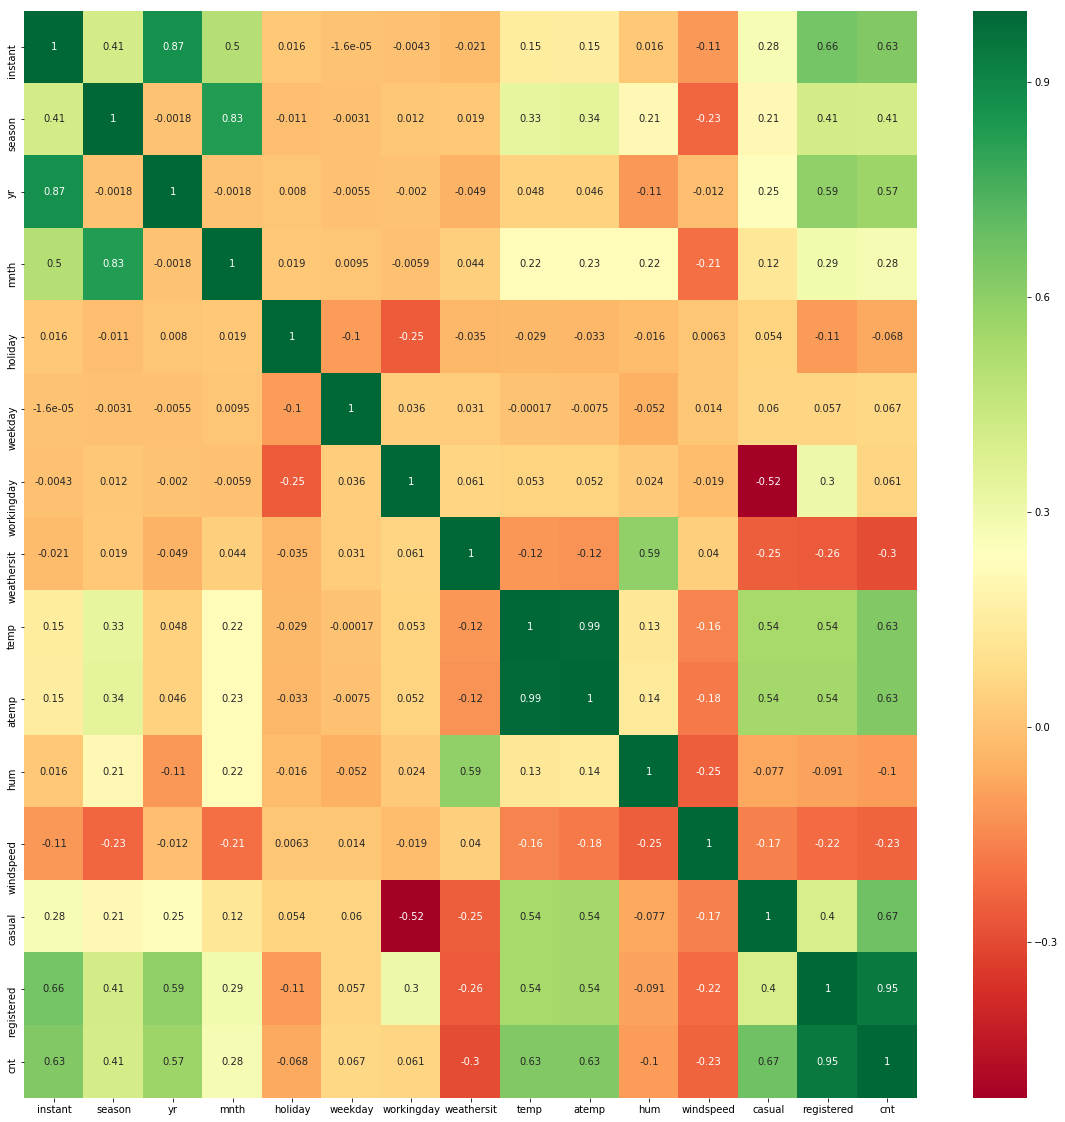 instant 1 0.41 0.87 0.5 0.016 -1.6e-05 -0.0043 -0.021 0.15 0.15 0.016 -0.11 0.28 0.66 0.63
0.9
season 0.41 1 -0.0018 0.83 -0.011 -0.0031 0.012 0.019 0.33 0.34 0.21 -0.23 0.21 0.41 0.41
yr 0.87 -0.0018 1 -0.0018 0.008 -0.0055 -0.002 -0.049 0.048 0.046 -0.11 -0.012 0.25 0.59 0.57
mnth 0.5 0.83 -0.0018 1 0.019 0.0095 -0.0059 0.044 0.22 0.23 0.22 -0.21 0.12 0.29 0.28
0.6
holiday 0.016 -0.011 0.008 0.019 1 -0.1 -0.25 -0.035 -0.029 -0.033 -0.016 0.0063 0.054 -0.11 -0.068
weekday -1.6e-05 -0.0031 -0.0055 0.0095 -0.1 1 0.036 0.031 -0.00017 -0.0075 -0.052 0.014 0.06 0.057 0.067
workingday -0.0043 0.012 -0.002 -0.0059 -0.25 0.036 1 0.061 0.053 0.052 0.024 -0.019 -0.52 0.3 0.061
0.3
weathersit -0.021 0.019 -0.049 0.044 -0.035 0.031 0.061 1 -0.12 -0.12 0.59 0.04 -0.25 -0.26 -0.3
temp 0.15 0.33 0.048 0.22 -0.029 -0.00017 0.053 -0.12 1 0.99 0.13 -0.16 0.54 0.54 0.63
atemp 0.15 0.34 0.046 0.23 -0.033 -0.0075 0.052 -0.12 0.99 1 0.14 -0.18 0.54 0.54 0.63
0.0
hum 0.016 0.21 -0.11 0.22 -0.016 -0.052 0.024 0.59 0.13 0.14 1 -0.25 -0.077 -0.091 -0.1
windspeed -0.11 -0.23 -0.012 -0.21 0.0063 0.014 -0.019 0.04 -0.16 -0.18 -0.25 1 -0.17 -0.22 -0.23
casual 0.28 0.21 0.25 0.12 0.054 0.06 -0.52 -0.25 0.54 0.54 -0.077 -0.17 1 0.4 0.67
−0.3
registered 0.66 0.41 0.59 0.29 -0.11 0.057 0.3 -0.26 0.54 0.54 -0.091 -0.22 0.4 1 0.95
cnt 0.63 0.41 0.57 0.28 -0.068 0.067 0.061 -0.3 0.63 0.63 -0.1 -0.23 0.67 0.95 1
instant season yr mnth holiday weekday workingday weathersit temp atemp hum windspeed casual registered cnt